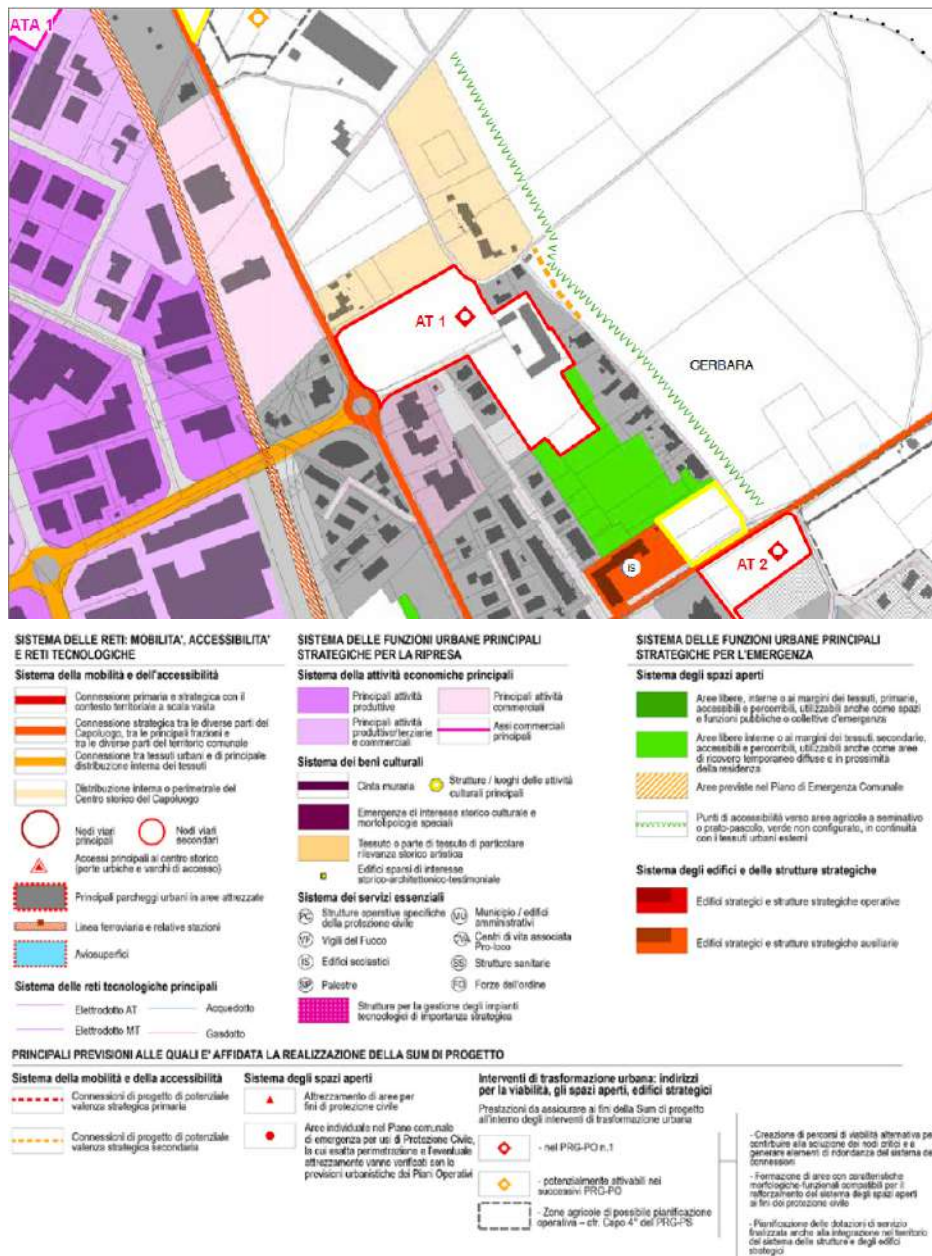 ATA 1
AT 1
GERBARA
AT 2
IS
SISTEMA DELLE RETI: MOBILITA', ACCESSIBILITA'
E RETI TECNOLOGICHE
Sistema della mobilità e dell'accessibilità
Connessione primaria e strategica con il
contesto territoriale a scala vasta
Connessione strategica tra le diverse parti del
Capoluogo, tra le principali frazioni e
tra le diverse parti del territorio comunale
Connessione tra tessuti urbani e di principale
distribuzione interna dei tessuti
Distribuzione interna o perimetrale del
Centro storico del Capoluogo
Nodi viari
principali
Nodi viari
secondari
Accessi principali al centro storico
(porte urbiche e varchi di accesso)
Principali parcheggi urbani in aree attrezzate
Linea ferroviaria e relative stazioni
Aviosuperfici
Sistema delle reti tecnologiche principali
Elettrodotto AT
Acquedotto
Elettrodotto MT
Gasdotto
SISTEMA DELLE FUNZIONI URBANE PRINCIPALI
STRATEGICHE PER LA RIPRESA
Sistema della attività economiche principali
Principali attività
produttive
Principali attività
commerciali
Principali attività
produttive/terziarie
e commerciali
Assi commerciali
principali
Sistema dei beni culturali
Cinta muraria
Strutture / luoghi delle attività
culturali principali
Emergenze di interesse storico culturale e
morfotipologie speciali
Tessuto o parte di tessuto di particolare
rilevanza storico artistica
Edifici sparsi di interesse
storico-architettonico-testimoniale
Sistema dei servizi essenziali
PC Strutture operative specifiche
della protezione civile
MU Municipio / edifici
amministrativi
VF Vigili del Fuoco
CVA Centri di vita associata
Pro-loco
IS Edifici scolastici
SS Strutture sanitarie
SP Palestre
FO Forze dell'ordine
Strutture per la gestione degli impianti
tecnologici di importanza strategica
SISTEMA DELLE FUNZIONI URBANE PRINCIPALI
STRATEGICHE PER L'EMERGENZA
Sistema degli spazi aperti
Aree libere, interne o ai margini dei tessuti, primarie,
accessibili e percorribili, utilizzabili anche come spazi
e funzioni pubbliche o collettive d'emergenza
Aree libere interne o ai margini dei tessuti, secondarie,
accessibili e percorribili, utilizzabili anche come aree
di ricovero temporaneo diffuse e in prossimità
della residenza
Aree previste nel Piano di Emergenza Comunale
Punti di accessibilità verso aree agricole a seminativo
o prato-pascolo, verde non configurato, in continuità
con i tessuti urbani esterni
Sistema degli edifici e delle strutture strategiche
Edifici strategici e strutture strategiche operative
Edifici strategici e strutture strategiche ausiliarie
PRINCIPALI PREVISIONI ALLE QUALI E' AFFIDATA LA REALIZZAZIONE DELLA SUM DI PROGETTO
Sistema della mobilità e della accessibilità
Connessioni di progetto di potenziale
valenza strategica primaria
Connessioni di progetto di potenziale
valenza strategica secondaria
Sistema degli spazi aperti
Attrezzamento di aree per
fini di protezione civile
Aree individuate nel Piano comunale
di emergenza per usi di Protezione Civile,
la cui esatta perimetrazione e l'eventuale
attrezzamento vanno verificati con le
previsioni urbanistiche dei Piani Operativi
Interventi di trasformazione urbana: indirizzi
per la viabilità, gli spazi aperti, edifici strategici
Prestazioni da assicurare ai fini della Sum di progetto
all'interno degli interventi di trasformazione urbana
- nel PRG-PO n.1
- potenzialmente attivabili nei
successivi PRG-PO
- Zone agricole di possibile pianificazione
operativa – cfr. Capo 4° del PRG-PS
- Creazione di percorsi di viabilità alternativa per
contribuire alla soluzione dei nodi critici e a
generare elementi di ridondanza del sistema delle
connessioni
- Formazione di aree con caratteristiche
morfologiche-funzionali compatibili per il
rafforzamento del sistema degli spazi aperti
ai fini dei protezione civile
- Pianificazione delle dotazioni di servizio
finalizzata anche alla integrazione nel territorio
del sistema delle strutture e degli edifici
strategici